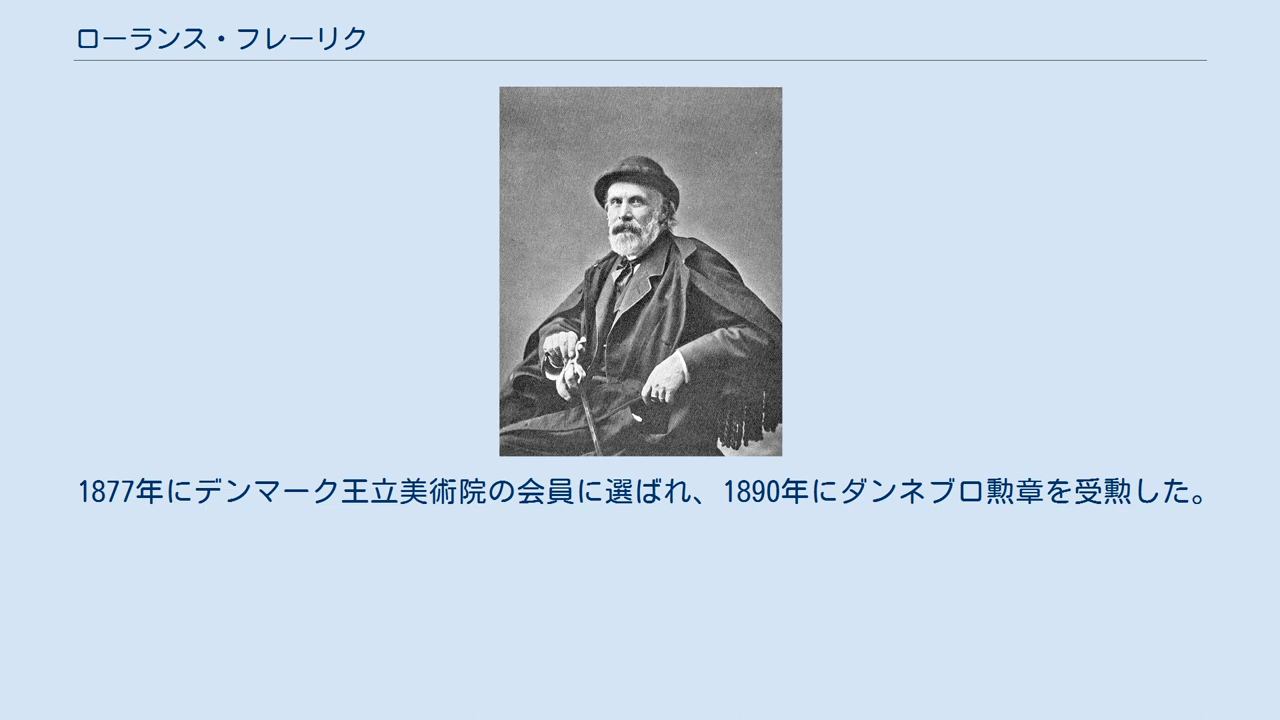 ローランス・フレーリク
1877年にデンマーク王立美術院の会員に選ばれ、1890年にダンネブロ勲章を受勲した。